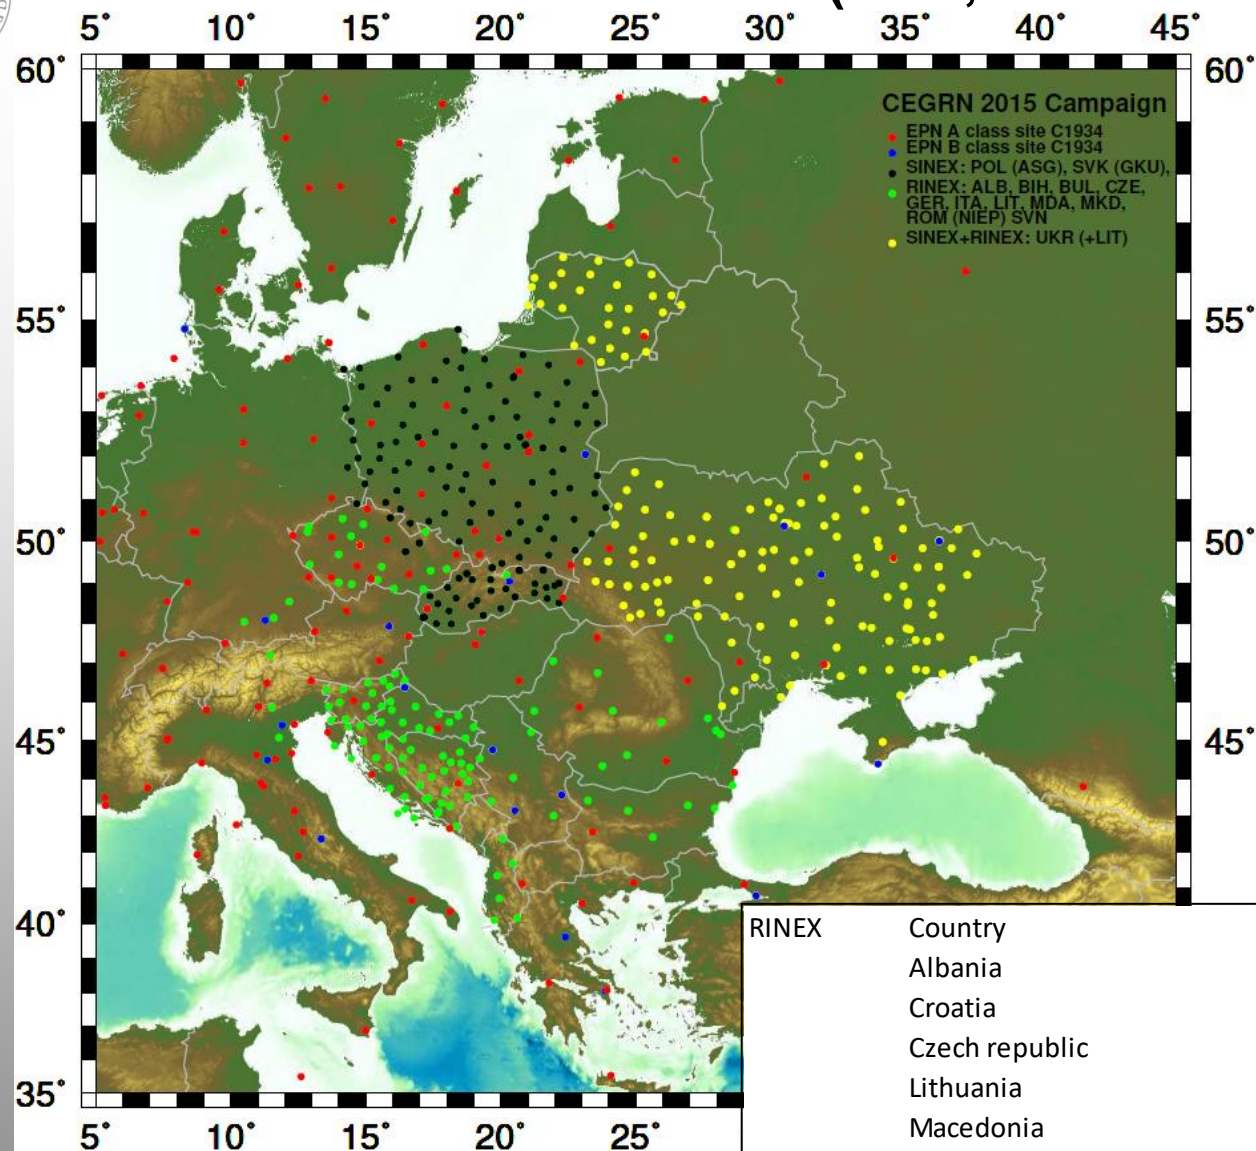 5° 10° 15° 20° 25° 30° 35° 40° 45°
60° 60°
CEGRN 2015 Campaign
EPN A class site C1934
EPN B class site C1934
SINEX: POL (ASG), SVK (GKU),
RINEX: ALB, BIH, BUL, CZE,
GER, ITA, LIT, MDA, MKD,
ROM (NIEP) SVN
SINEX+RINEX: UKR (+LIT)
55° 55°
50° 50°
45° 45°
40°
35°
5° 10° 15° 20° 25°
RINEX Country
Albania
Croatia
Czech republic
Lithuania
Macedonia